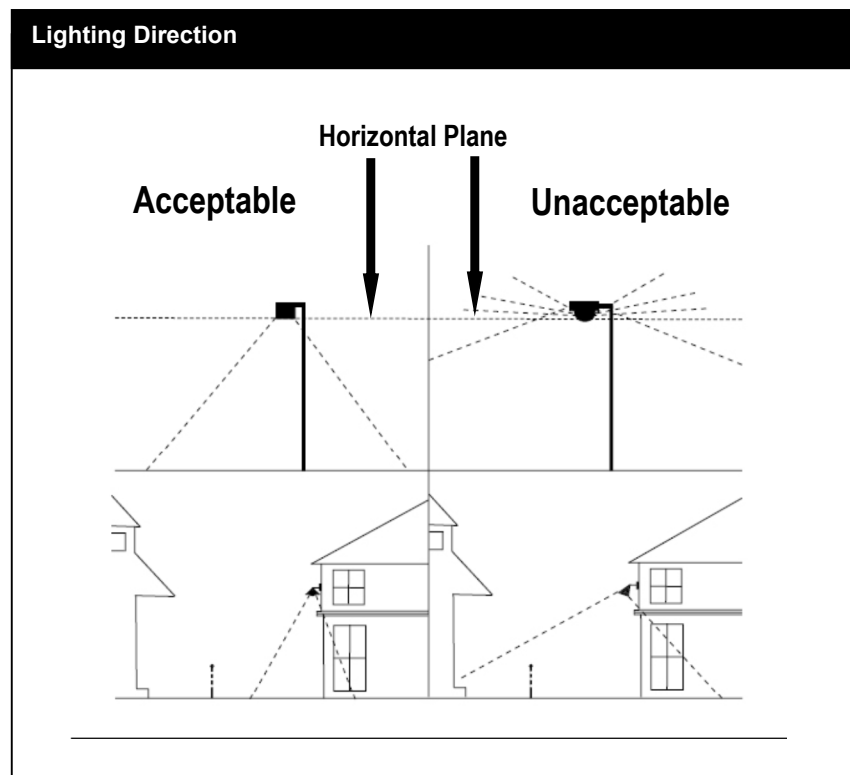 Lighting Direction
Horizontal Plane
Acceptable
Unacceptable